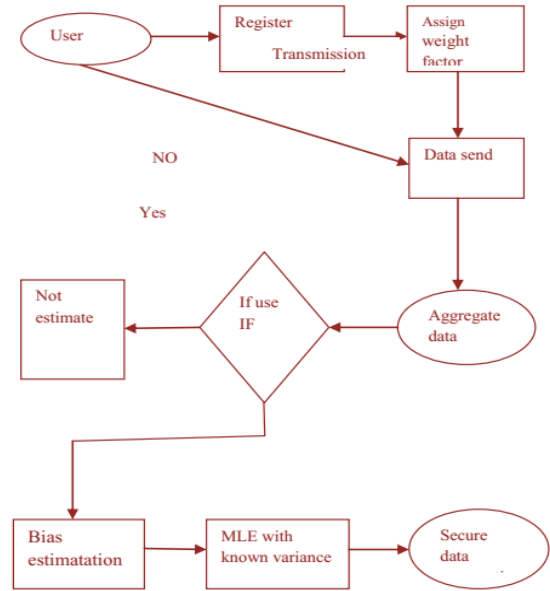 User
Register
Transmission
Assign
weight
factor
Data send
NO
Yes
Not
estimate
If use
IF
Aggregate
data
Bias
estimatation
MLE with
known variance
Secure
data